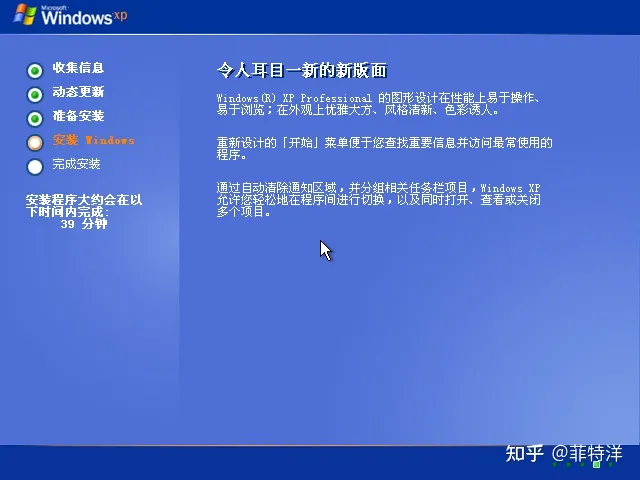 Microsoft
Windows xp
收集信息
动态更新
准备安装
安装 Windows
完成安装
安装程序大约会在以
下时间内完成:
39 分钟
令人耳目一新的新版面
Windows(R) XP Professional 的图形设计在性能上易于操作、
易于浏览；在外观上优雅大方、风格清新、色彩诱人。
重新设计的「开始」菜单便于您查找重要信息并访问最常使用的
程序。
通过自动清除通知区域，并分组相关任务栏项目，Windows XP
允许您轻松地在程序间进行切换，以及同时打开、查看或关闭
多个项目。
知乎 @菲特洋